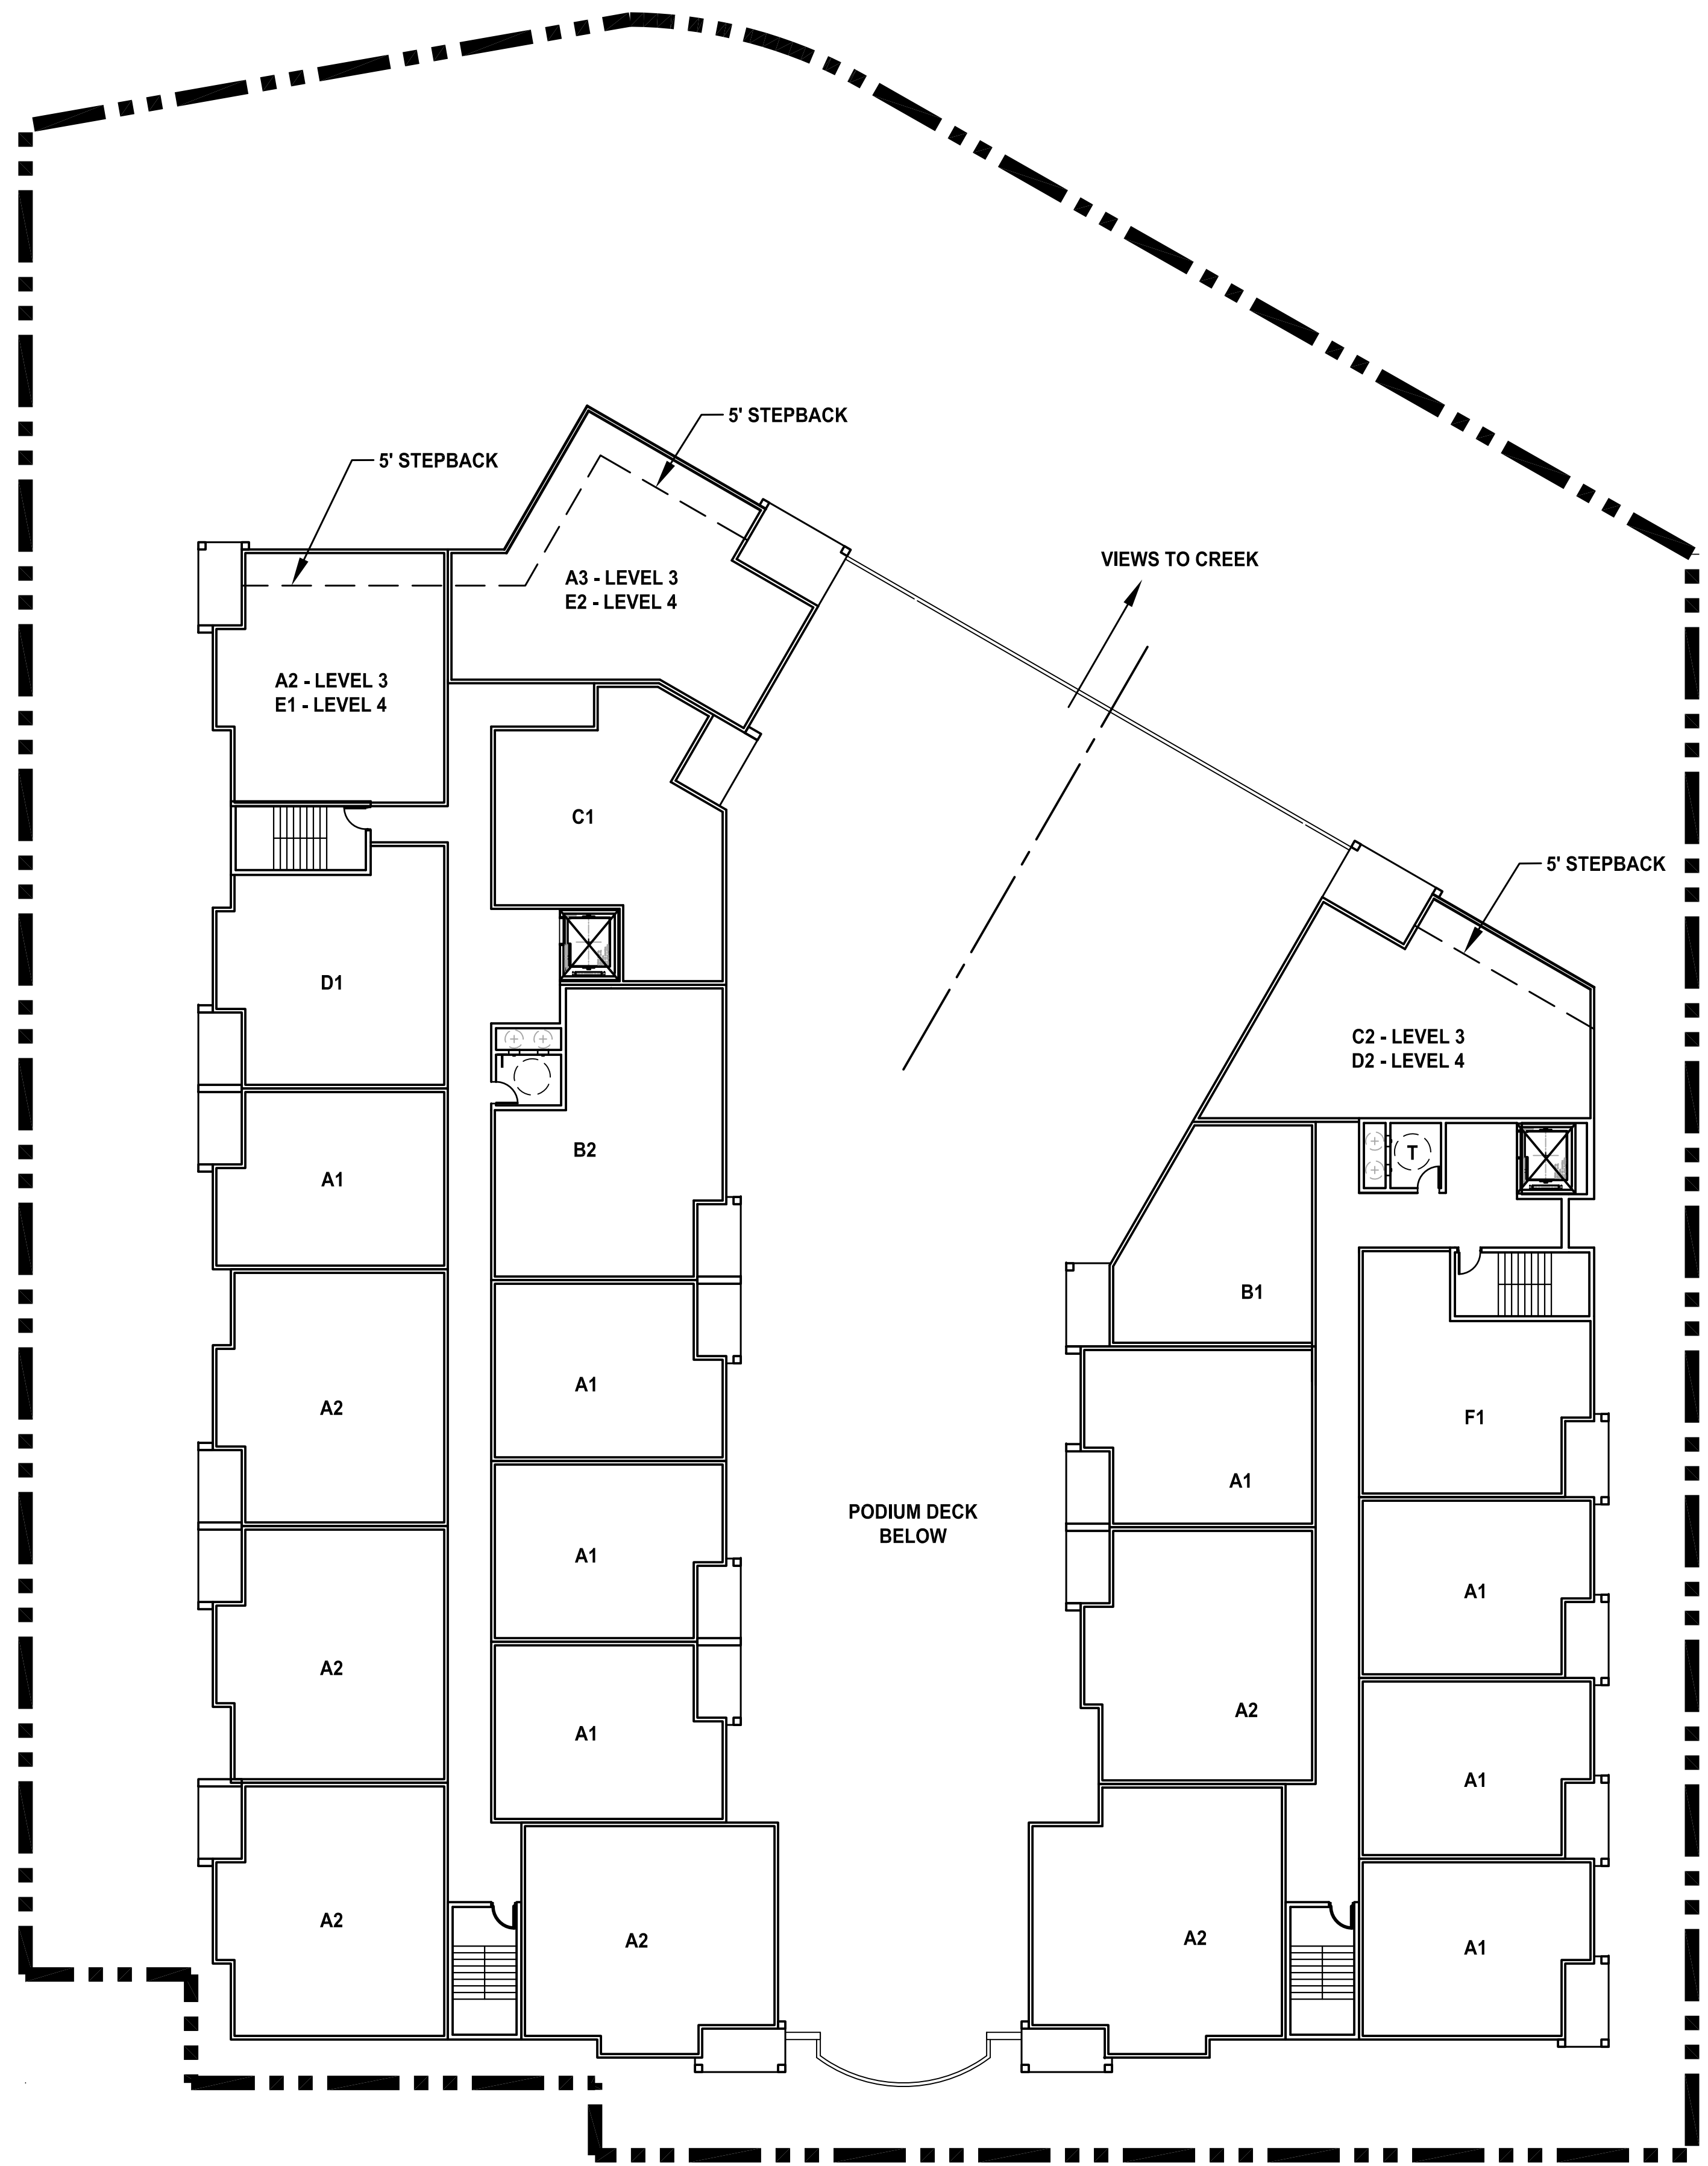 5' STEPBACK
5' STEPBACK
VIEWS TO CREEK
A3 - LEVEL 3
E2 - LEVEL 4
A2 - LEVEL 3
E1 - LEVEL 4
C1
5' STEPBACK
D1
C2 - LEVEL 3
D2 - LEVEL 4
B2
T
A1
B1
A1
A2
F1
A1
PODIUM DECK
BELOW
A1
A1
A2
A1
A2
A1
A1
A2
A2
A2
A1